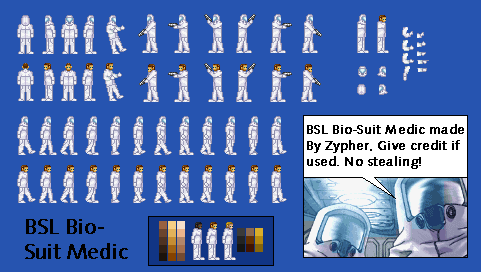 BSL Bio-Suit Medic made
By Zypher. Give credit if
used. No stealing!
BSL Bio-
Suit Medic